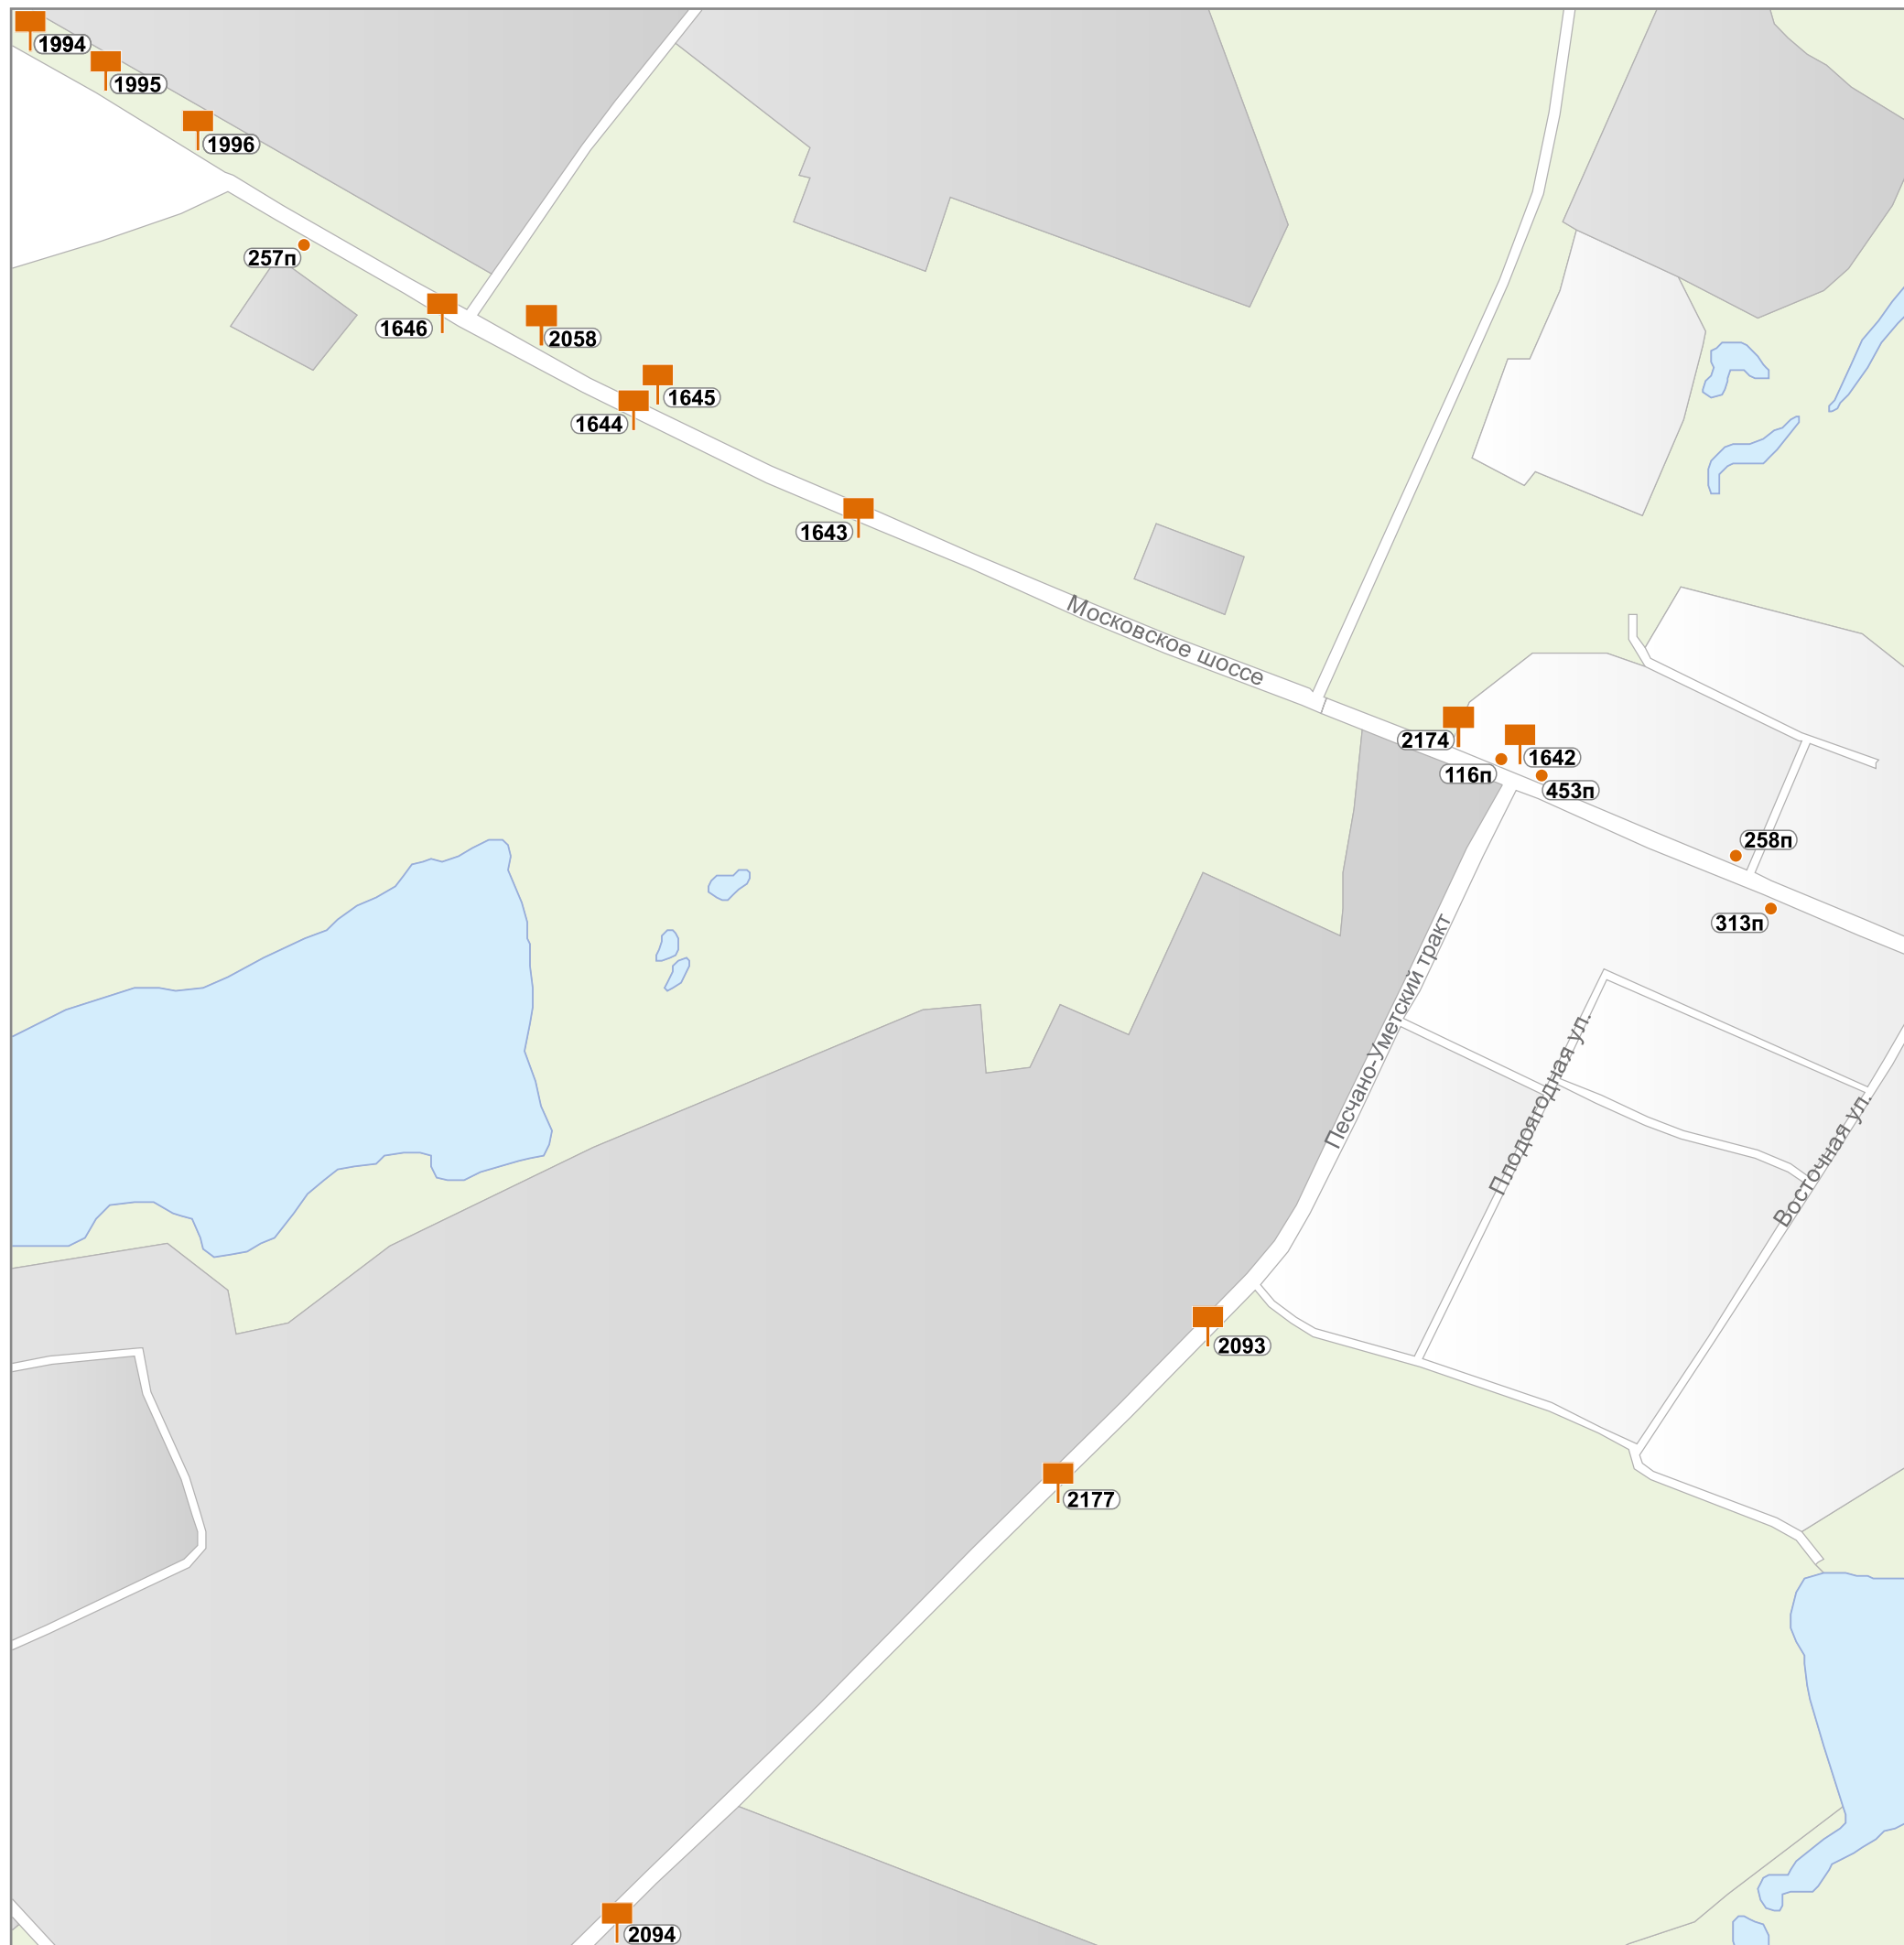 1994
1995
1996
257п
1646
2058
1645
1644
1643
Московское шоссе
2174
1642
116п
453п
258п
313п
Песчано-Уметский тракт
Плодоягодная ул.
Восточная ул.
2093
2177
2094